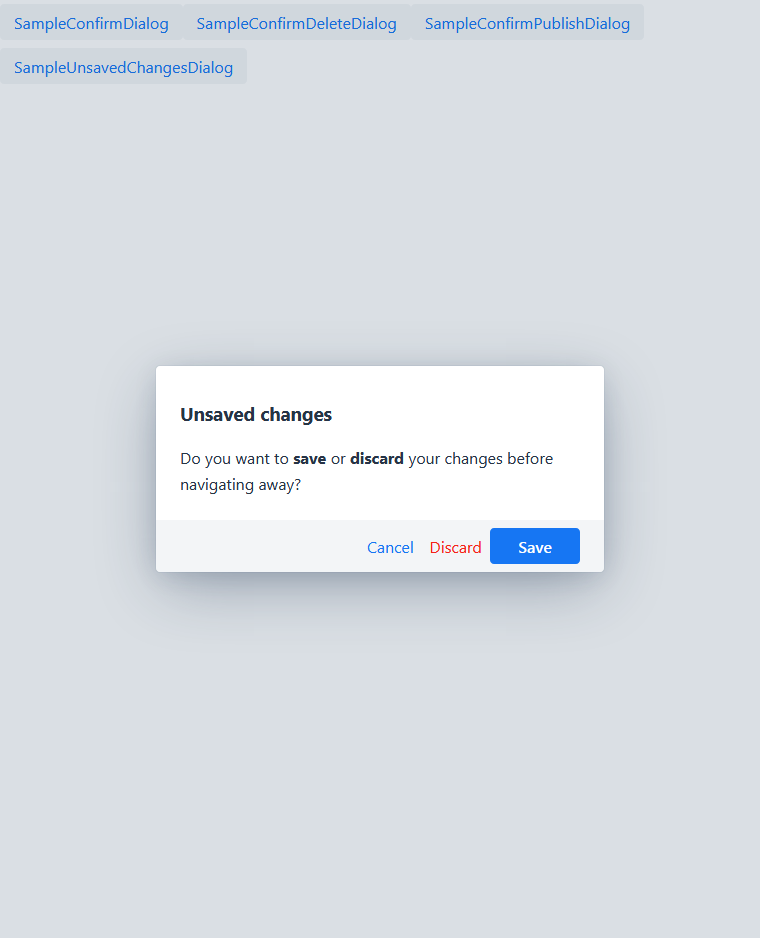 SampleConfirmDialog SampleConfirmDeleteDialog SampleConfirmPublishDialog
SampleUnsavedChangesDialog
Unsaved changes
Do you want to save or discard your changes before
navigating away?
Cancel Discard Save